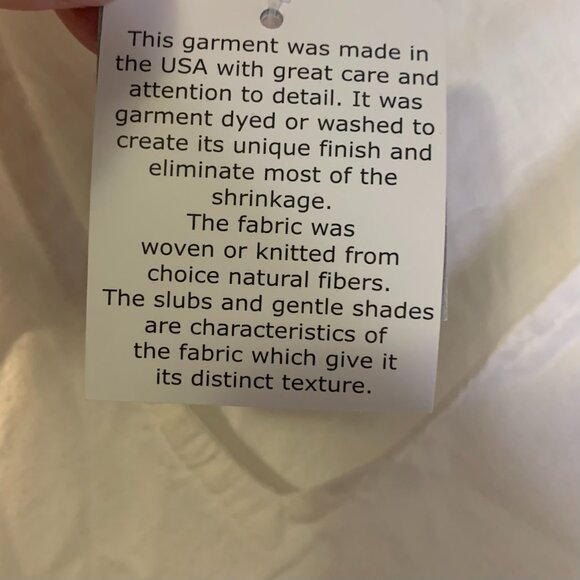 This garment was made in
the USA with great care and
attention to detail. It was
garment dyed or washed to
create its unique finish and
eliminate most of the
shrinkage.
The fabric was
woven or knitted from
choice natural fibers.
The slubs and gentle shades
are characteristics of
the fabric which give it
its distinct texture.